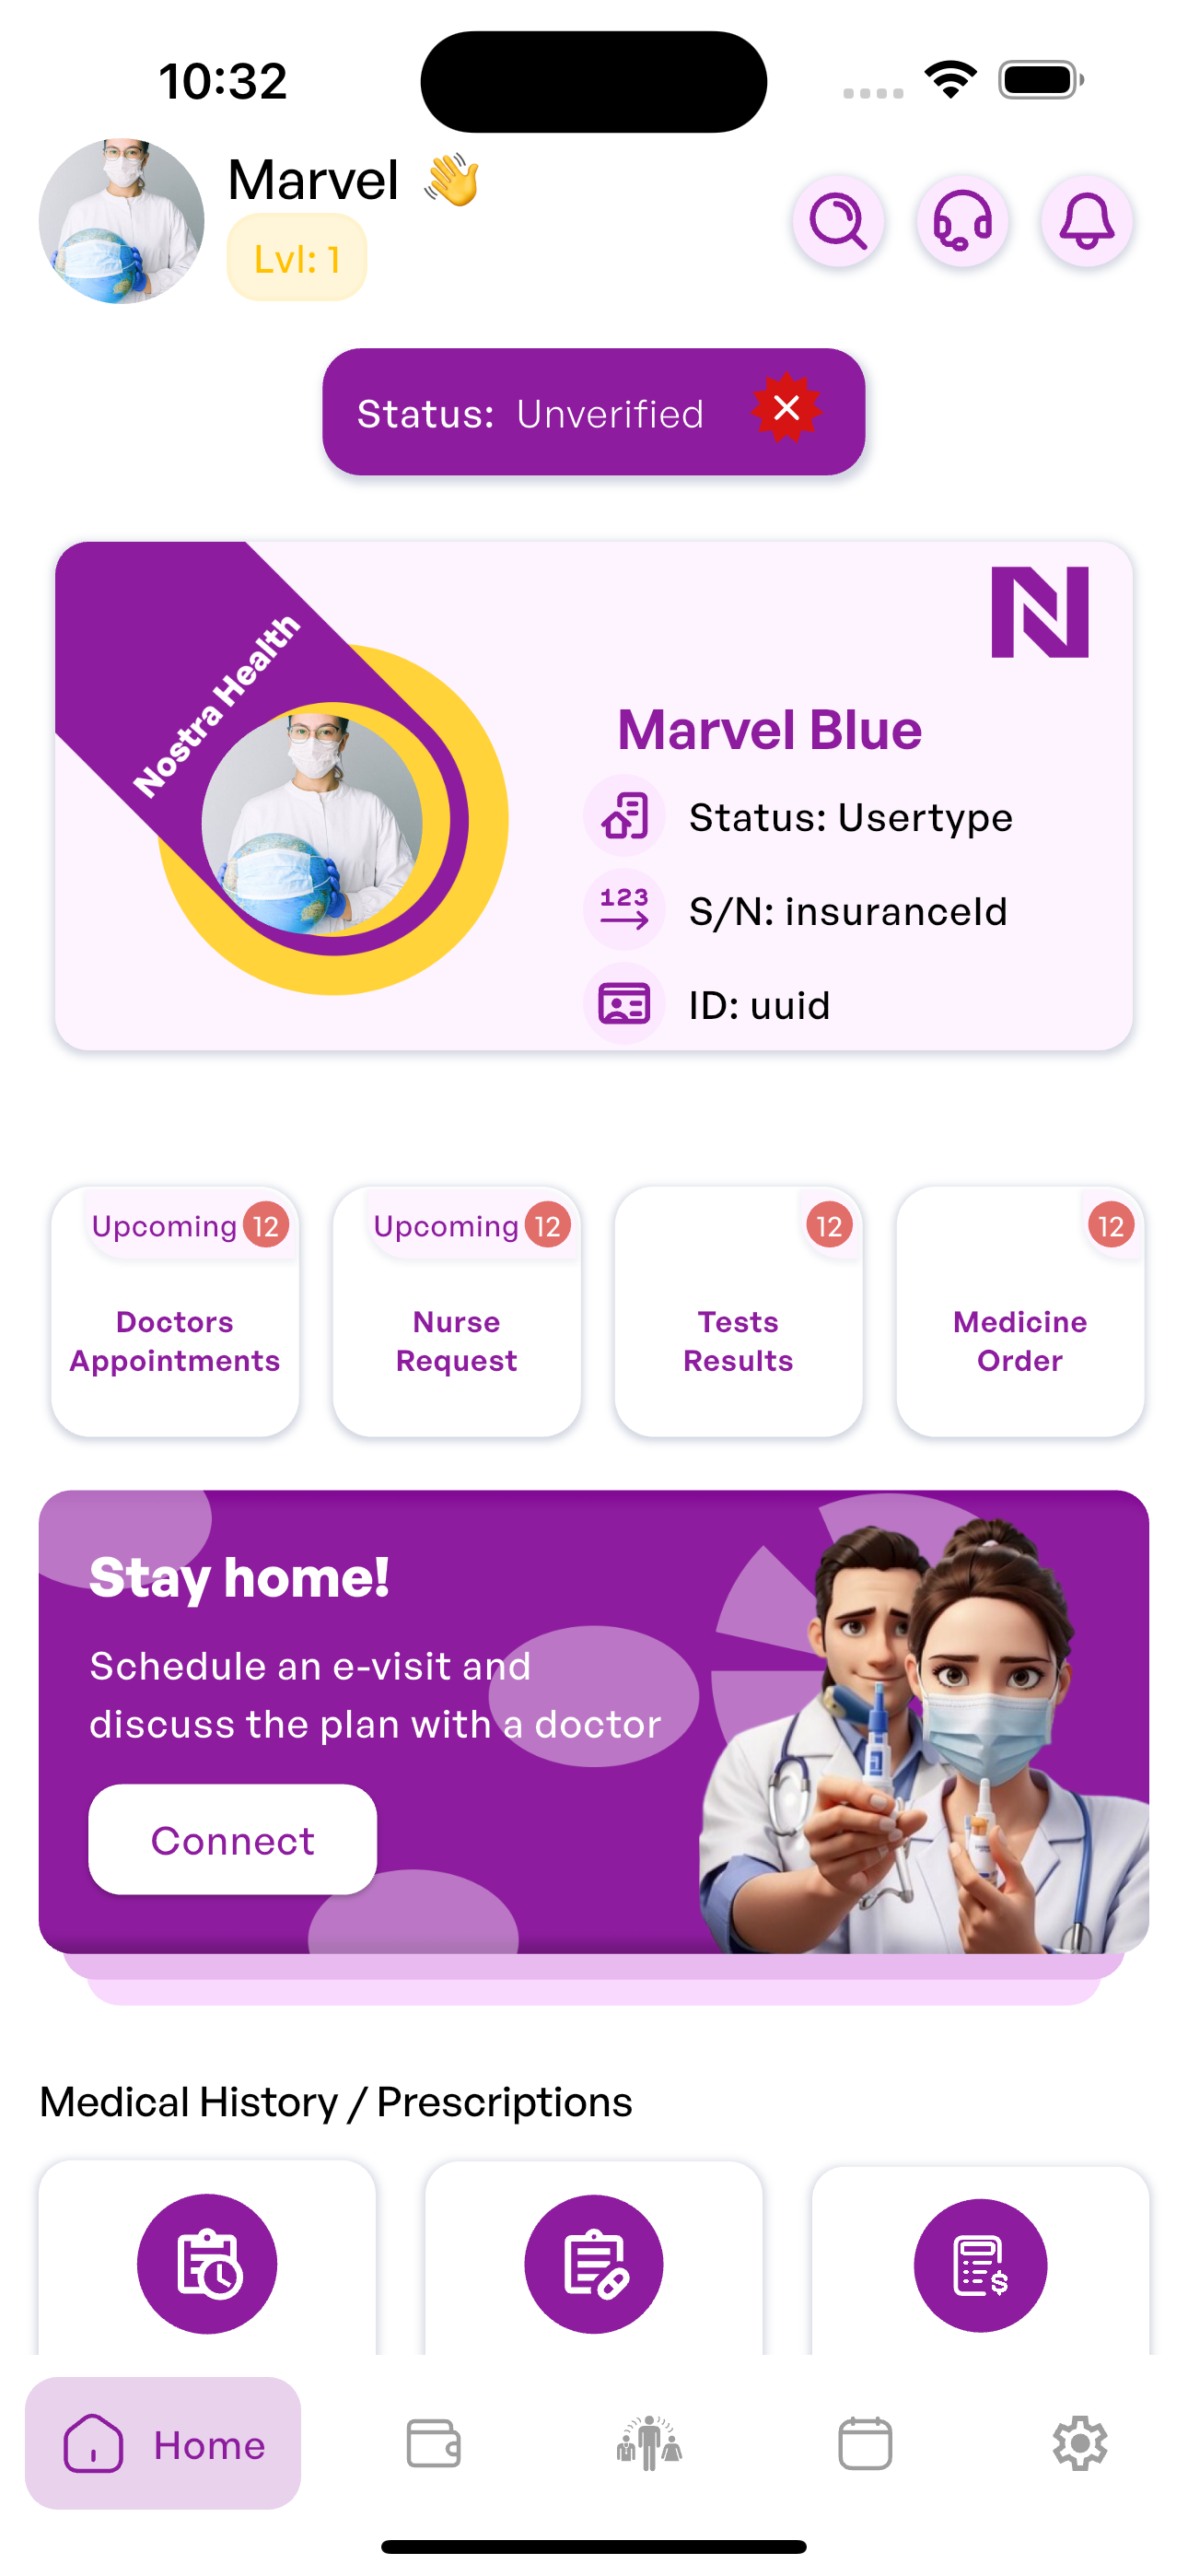 10:32
Marvel 👋
Lvl: 1
Status: Unverified
Nostra Health
N
Marvel Blue
Status: Usertype
123
S/N: insuranceId
ID: uuid
Upcoming 12
Doctors
Appointments
Upcoming 12
Nurse
Request
12
Tests
Results
12
Medicine
Order
Stay home!
Schedule an e-visit and
discuss the plan with a doctor
Connect
Medical History / Prescriptions
$
Home